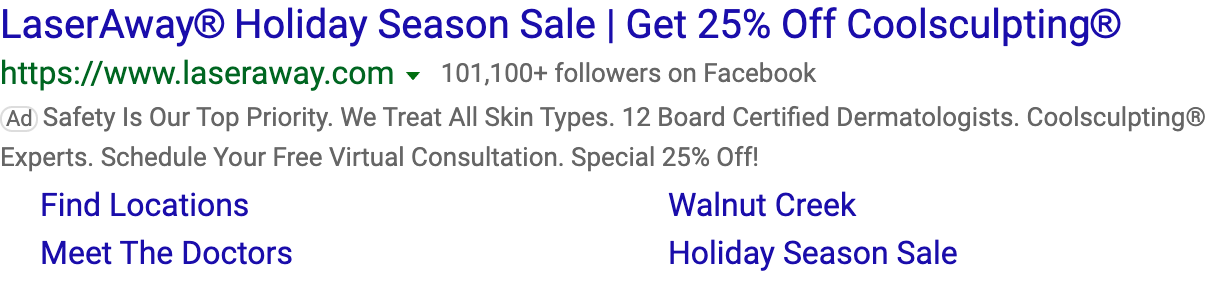 LaserAway® Holiday Season Sale | Get 25% Off Coolsculpting®
https://www.laseraway.com 101,100+ followers on Facebook
Ad Safety Is Our Top Priority. We Treat All Skin Types. 12 Board Certified Dermatologists. Coolsculpting®
Experts. Schedule Your Free Virtual Consultation. Special 25% Off!
Find Locations Walnut Creek
Meet The Doctors Holiday Season Sale